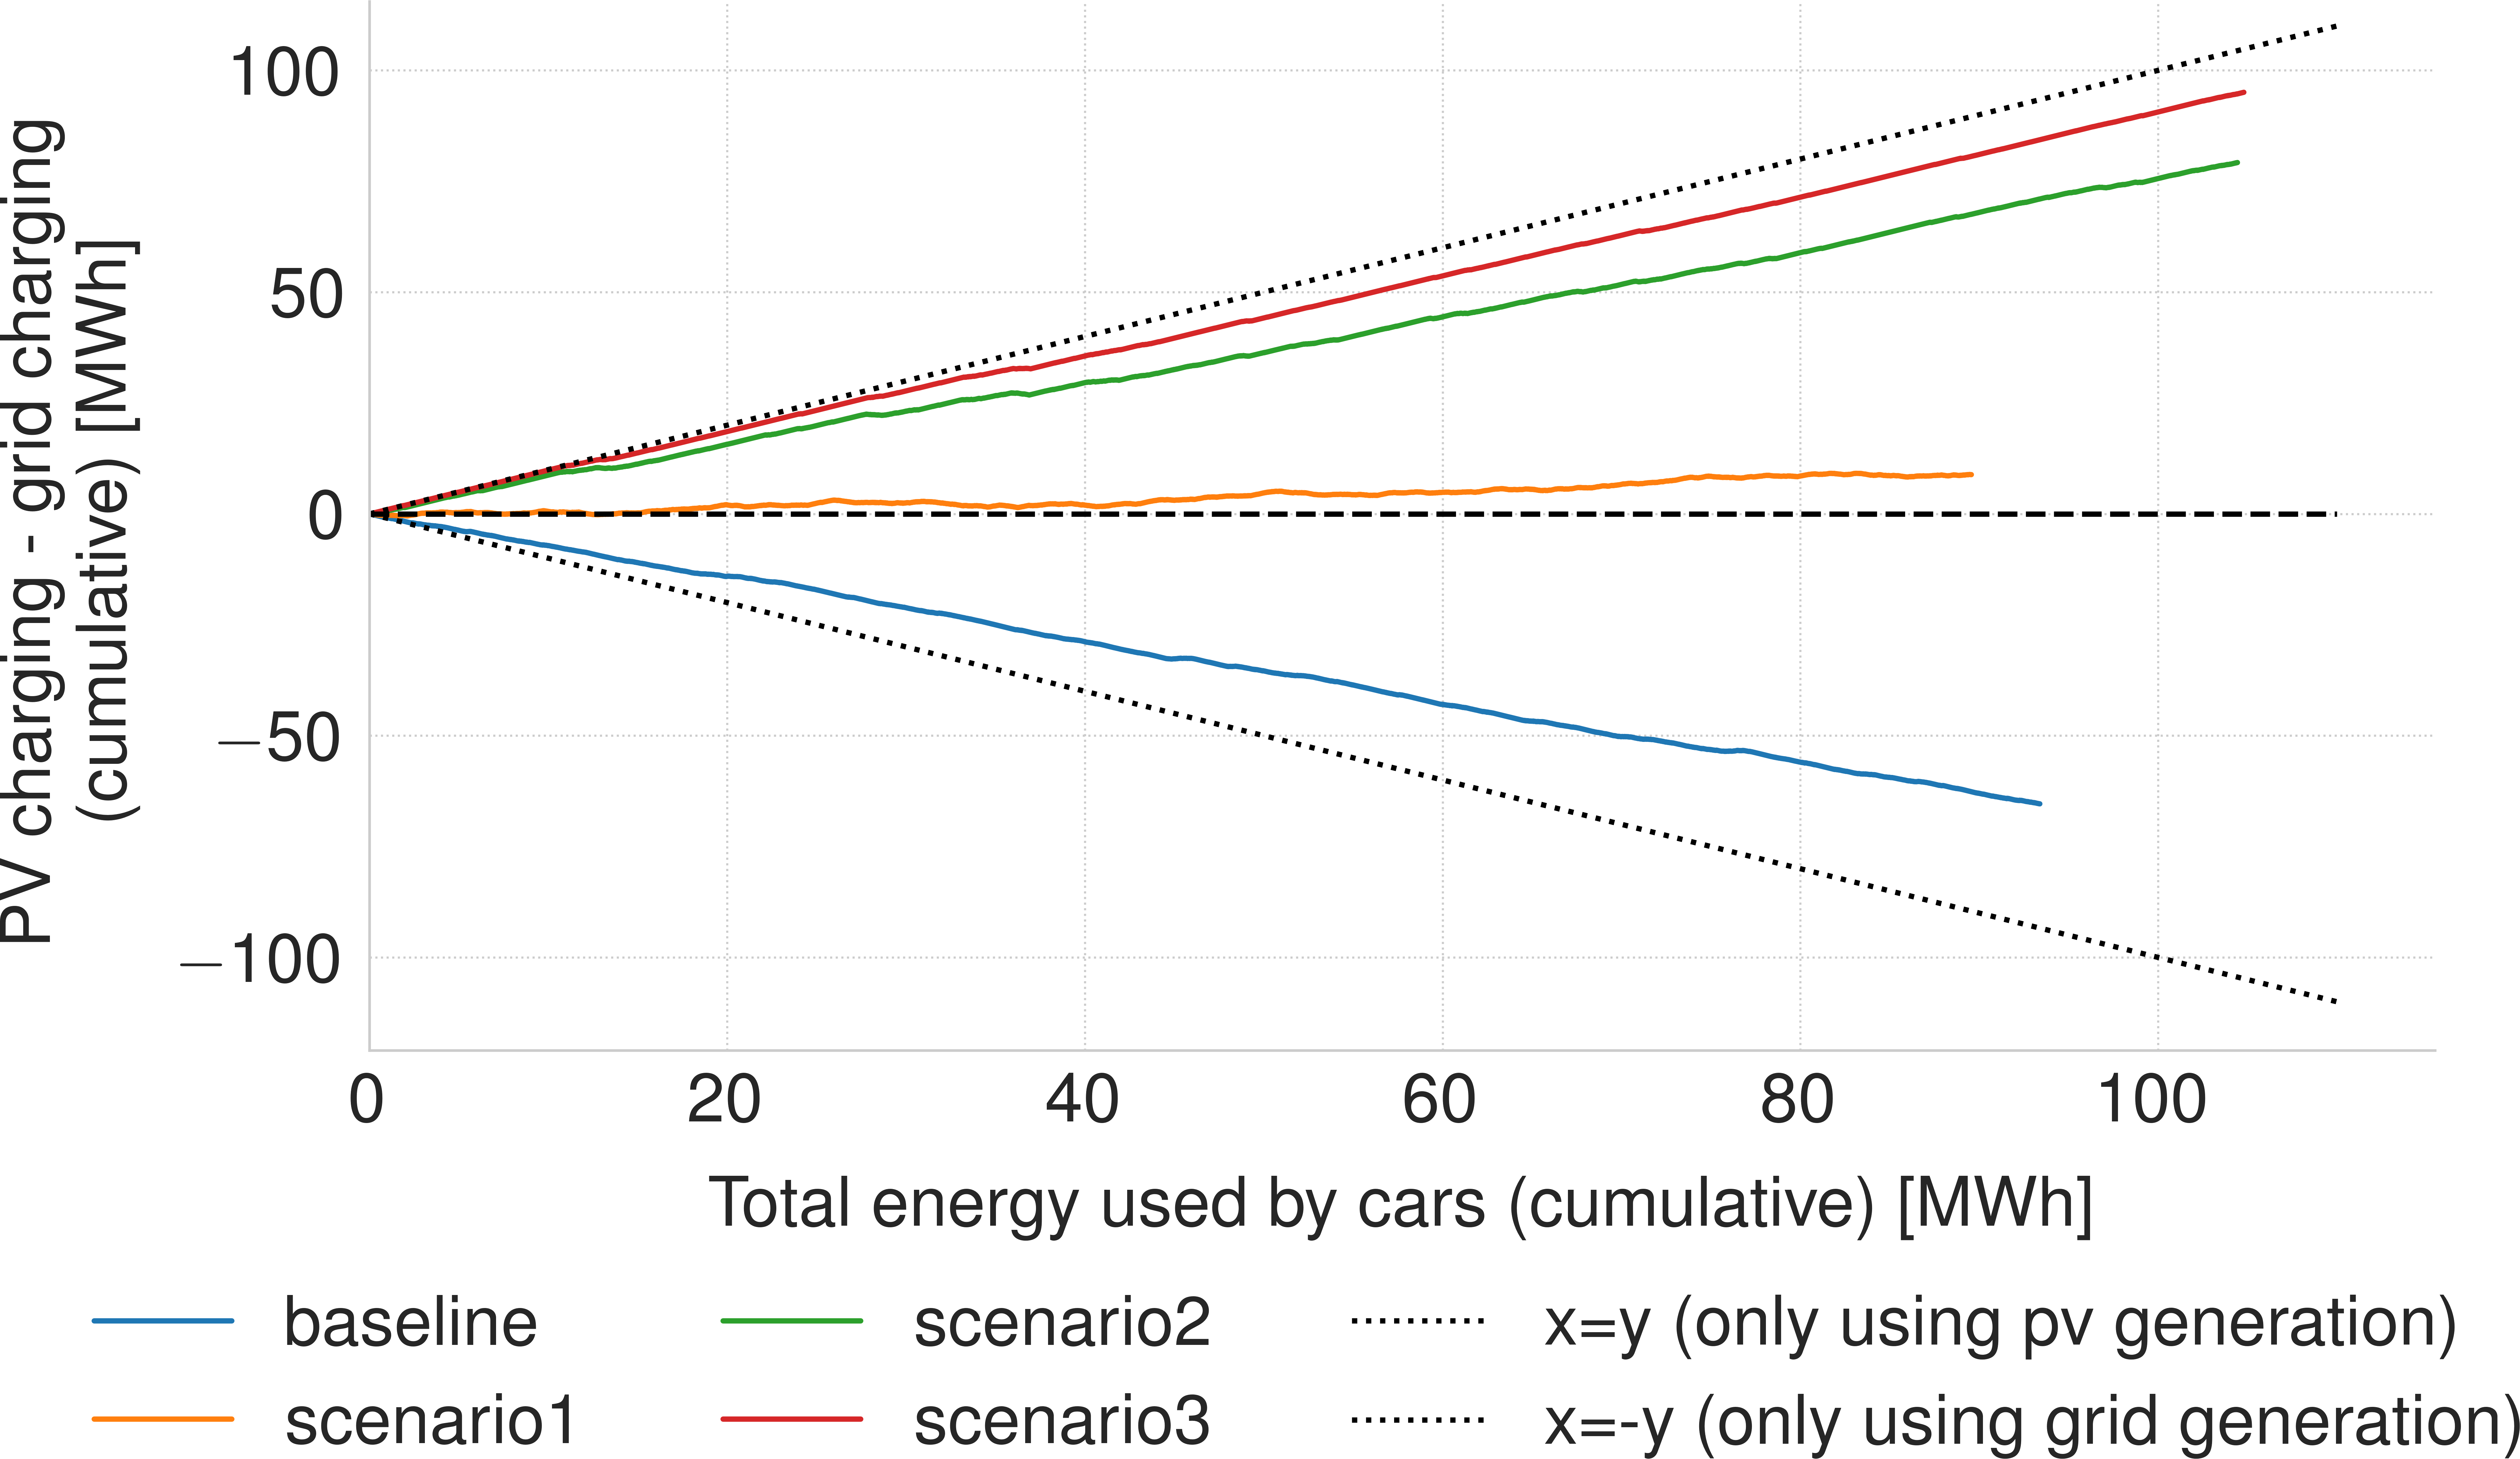 PV charging - grid charging
(cumulative) [MWh]
100
50
0
−50
−100
0 20 40 60 80 100
Total energy used by cars (cumulative) [MWh]
baseline scenario2 x=y (only using pv generation)
scenario1 scenario3 x=-y (only using grid generation)